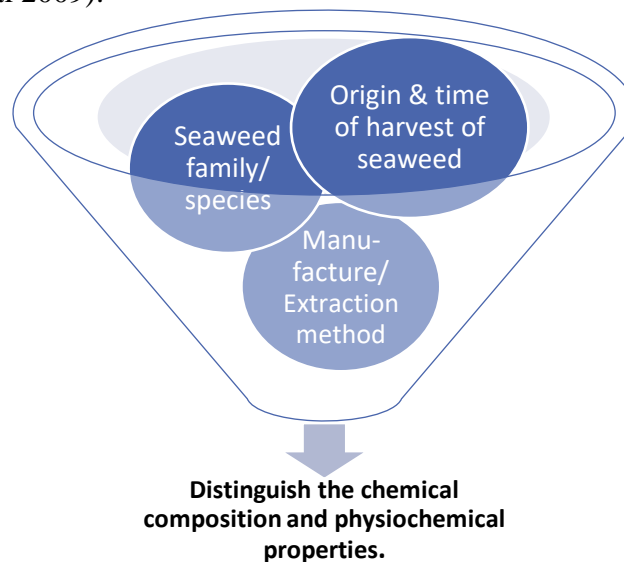 2009).
Seaweed
family/
species
Origin & time
of harvest of
seaweed
Manu-
facture/
Extraction
method
Distinguish the chemical
composition and physiochemical
properties.